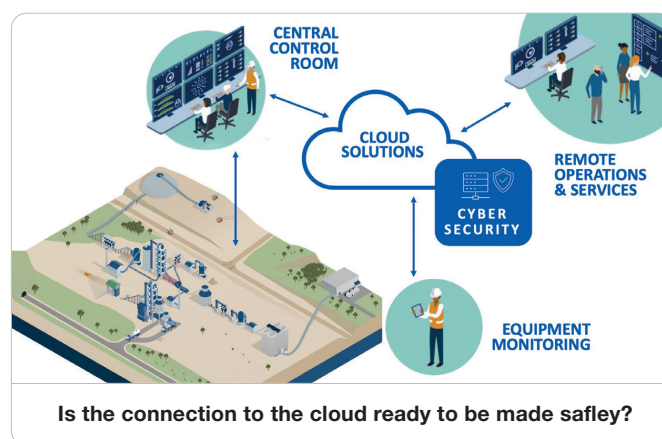 CENTRAL
CONTROL
ROOM
CLOUD
SOLUTIONS
REMOTE
OPERATIONS
& SERVICES
CYBER
SECURITY
EQUIPMENT
MONITORING
Is the connection to the cloud ready to be made safley?